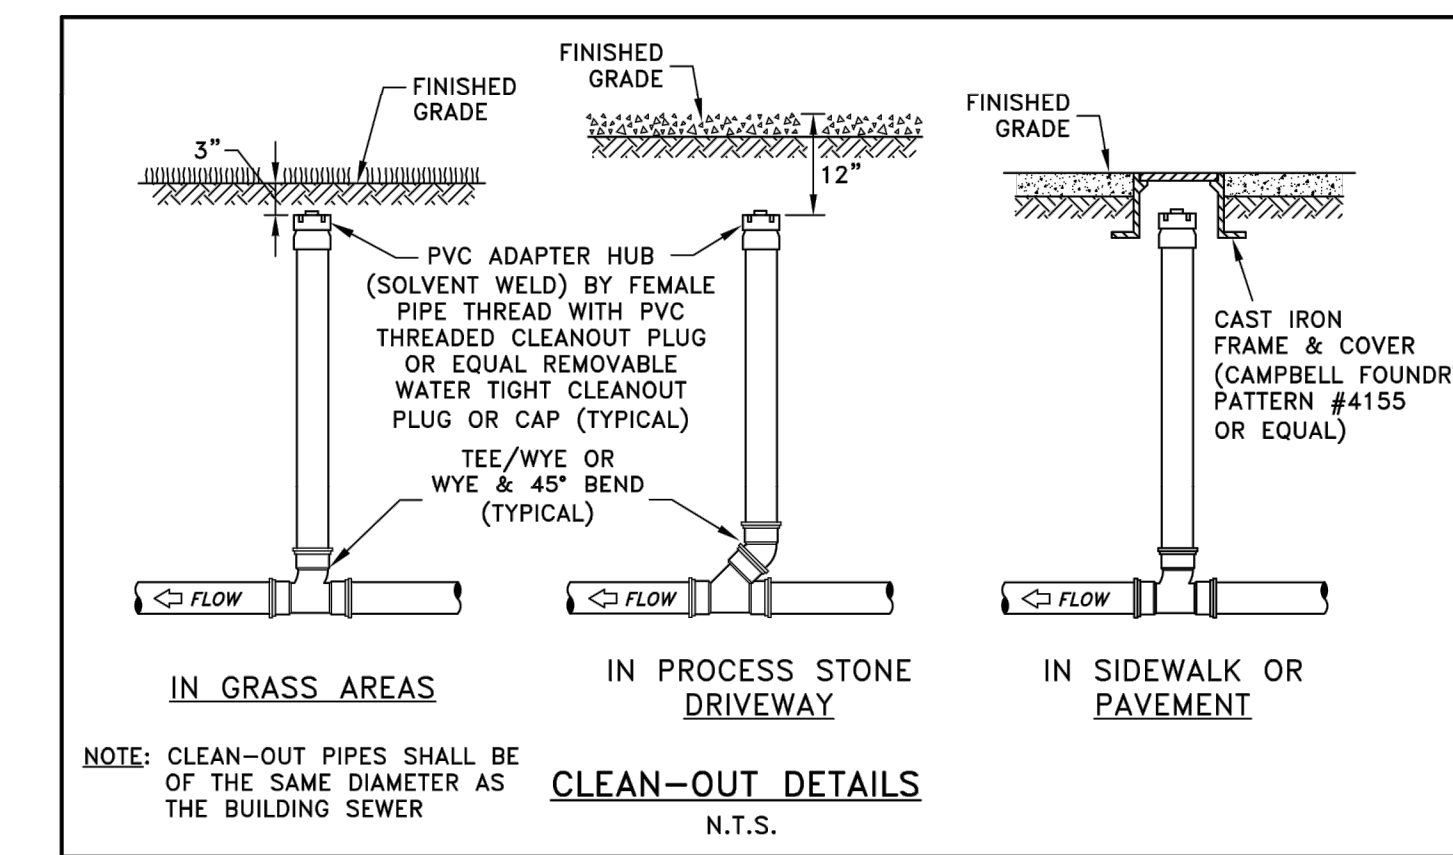 FINISHED
GRADE
3"
FINISHED
GRADE
12"
FINISHED
GRADE
PVC ADAPTER HUB
(SOLVENT WELD) BY FEMALE
PIPE THREAD WITH PVC
THREADED CLEANOUT PLUG
OR EQUAL REMOVABLE
WATER TIGHT CLEANOUT
PLUG OR CAP (TYPICAL)
TEE/WYE OR
WYE & 45° BEND
(TYPICAL)
CAST IRON
FRAME & COVER
(CAMPBELL FOUNDR
PATTERN #4155
OR EQUAL)
FLOW
FLOW
FLOW
IN GRASS AREAS
IN PROCESS STONE
DRIVEWAY
IN SIDEWALK OR
PAVEMENT
NOTE: CLEAN-OUT PIPES SHALL BE
OF THE SAME DIAMETER AS
THE BUILDING SEWER
CLEAN-OUT DETAILS
N.T.S.